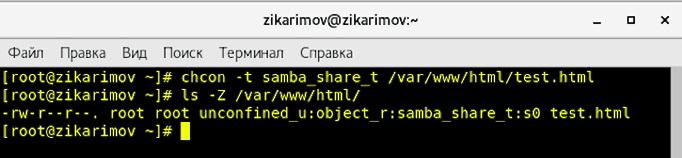 zikarimov@zikarimov:~
Файл Правка Вид Поиск Терминал Справка
[root@zikarimov ~]# chcon -t samba_share_t /var/www/html/test.html
[root@zikarimov ~]# ls -Z /var/www/html/
-rw-r--r--. root root unconfined_u:object_r:samba_share_t:s0 test.html
[root@zikarimov ~]#